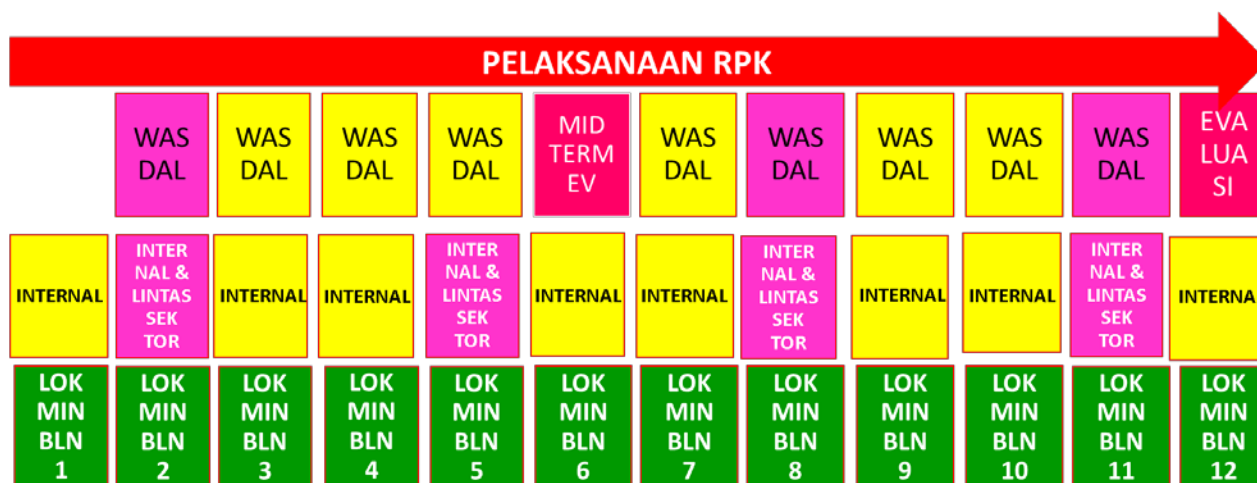 PELAKSANAAN RPK
WAS
DAL
WAS
DAL
WAS
DAL
WAS
DAL
MID
TERM
EV
WAS
DAL
WAS
DAL
WAS
DAL
WAS
DAL
WAS
DAL
EVA
LUA
SI
INTERNAL
INTER
NAL &
LINTAS
SEK
TOR
INTERNAL
INTERNAL
INTER
NAL &
LINTAS
SEK
TOR
INTERNAL
INTERNAL
INTER
NAL &
LINTAS
SEK
TOR
INTERNAL
INTERNAL
INTER
NAL &
LINTAS
SEK
TOR
INTERNA
LOK
MIN
BLN
1
LOK
MIN
BLN
2
LOK
MIN
BLN
3
LOK
MIN
BLN
4
LOK
MIN
BLN
5
LOK
MIN
BLN
6
LOK
MIN
BLN
7
LOK
MIN
BLN
8
LOK
MIN
BLN
9
LOK
MIN
BLN
10
LOK
MIN
BLN
11
LOK
MIN
BLN
12